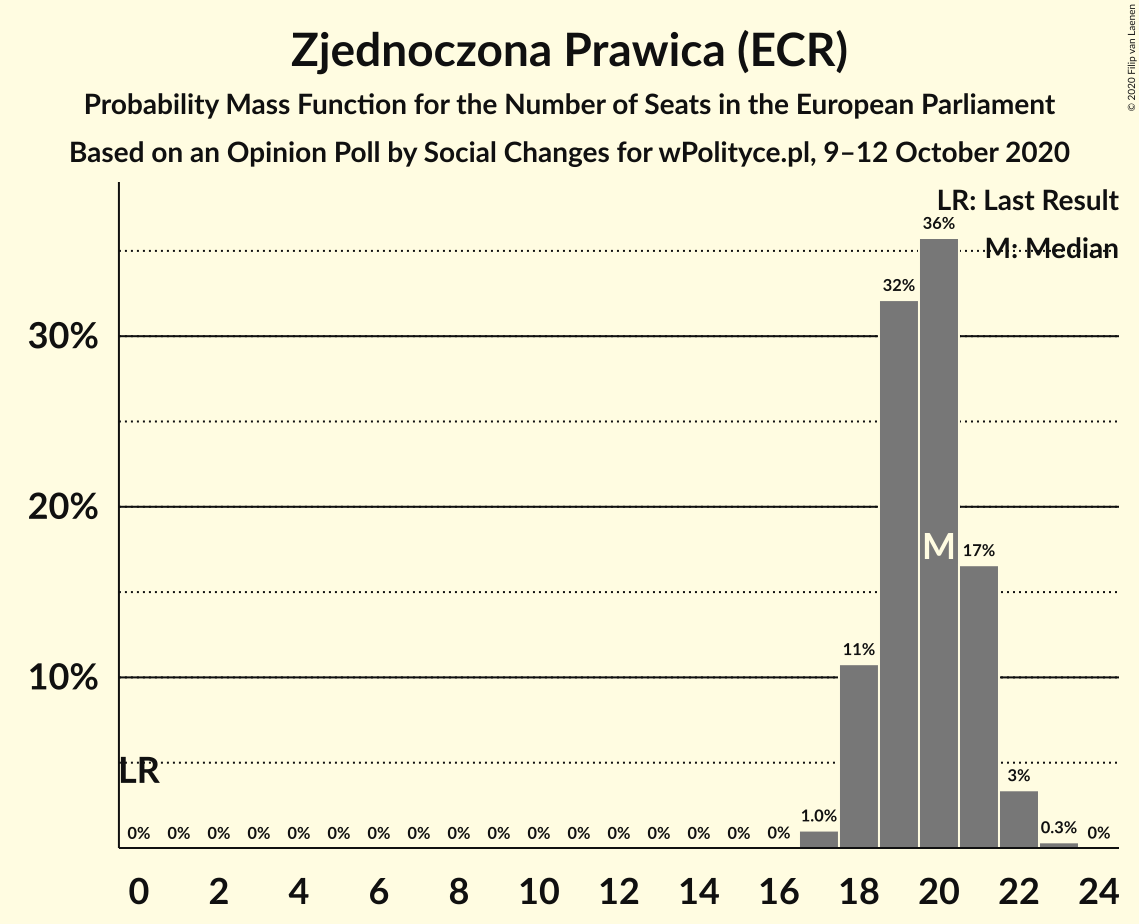 Zjednoczona Prawica (ECR)
Probability Mass Function for the Number of Seats in the European Parliament
Based on an Opinion Poll by Social Changes for wPolityce.pl, 9–12 October 2020
© 2020 Filip van Laenen
LR: Last Result
M: Median
36%
32%
30%
20%
M
17%
11%
10%
LR
3%
1.0%
0.3%
0% 0% 0% 0% 0% 0% 0% 0% 0% 0% 0% 0% 0% 0% 0% 0% 0% 0%
0 2 4 6 8 10 12 14 16 18 20 22 24